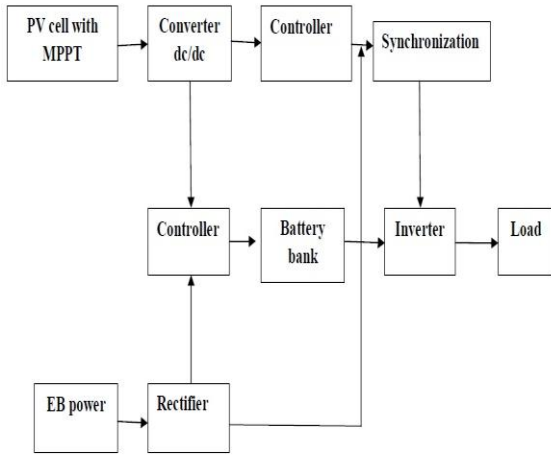 PV cell with
MPPT
Converter
dc/dc
Controller
Synchronization
Controller
Battery
bank
Inverter
Load
EB power
Rectifier